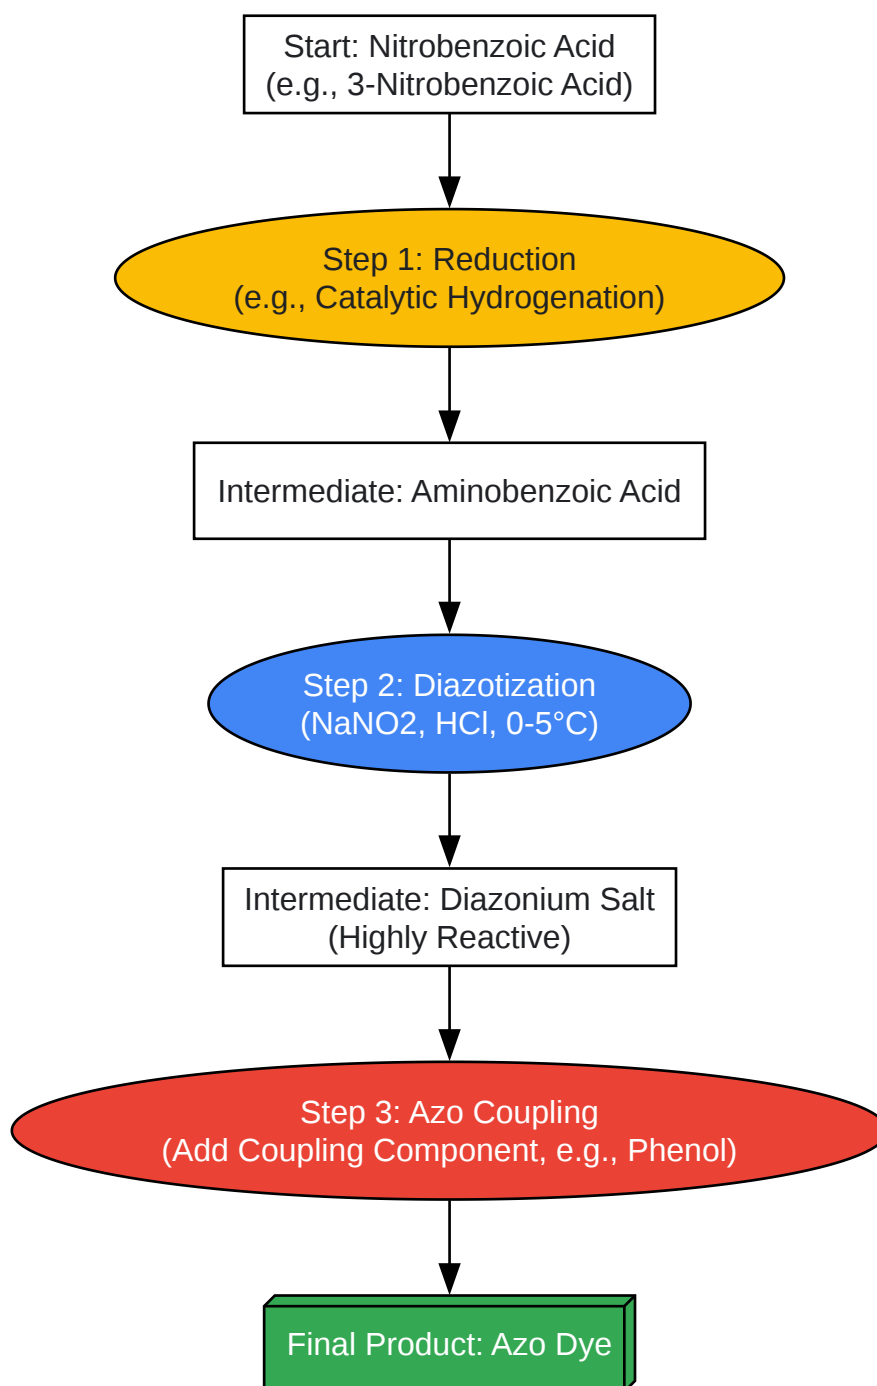 Start: Nitrobenzoic Acid
(e.g., 3-Nitrobenzoic Acid)
Step 1: Reduction
(e.g., Catalytic Hydrogenation)
Intermediate: Aminobenzoic Acid
Step 2: Diazotization
(NaNO2, HCl, 0-5°C)
Intermediate: Diazonium Salt
(Highly Reactive)
Step 3: Azo Coupling
(Add Coupling Component, e.g., Phenol)
Final Product: Azo Dye